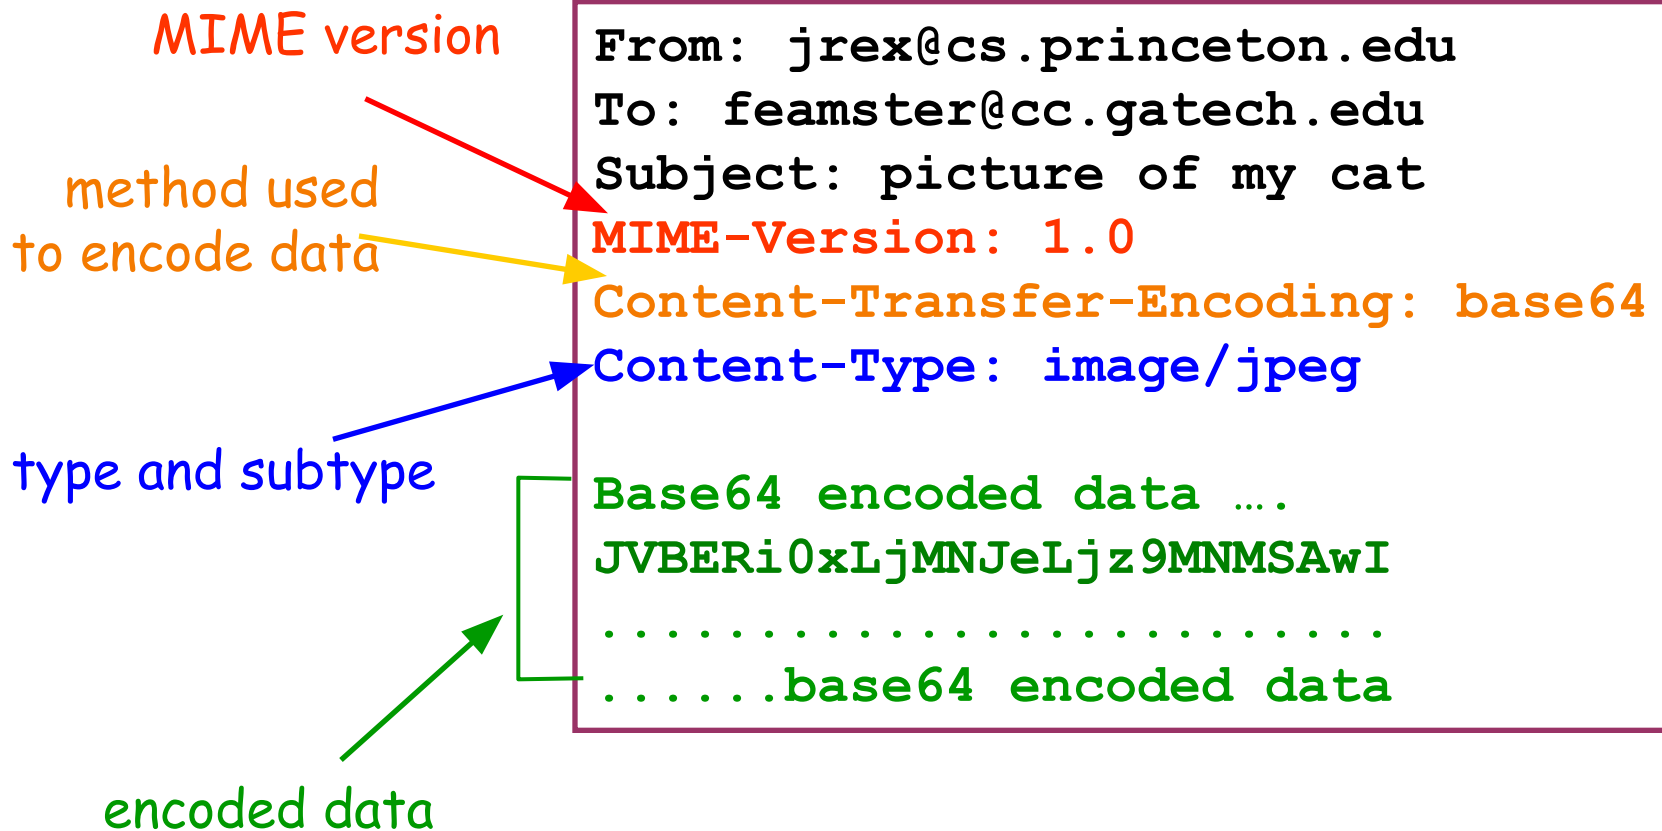 MIME version
method used
to encode data
type and subtype
encoded data
From: jrex@cs.princeton.edu
To: feamster@cc.gatech.edu
Subject: picture of my cat
MIME-Version: 1.0
Content-Transfer-Encoding: base64
Content-Type: image/jpeg
Base64 encoded data ….
JVBERi0xLjMNJeLjz9MNMSAwI
.........................
......base64 encoded data